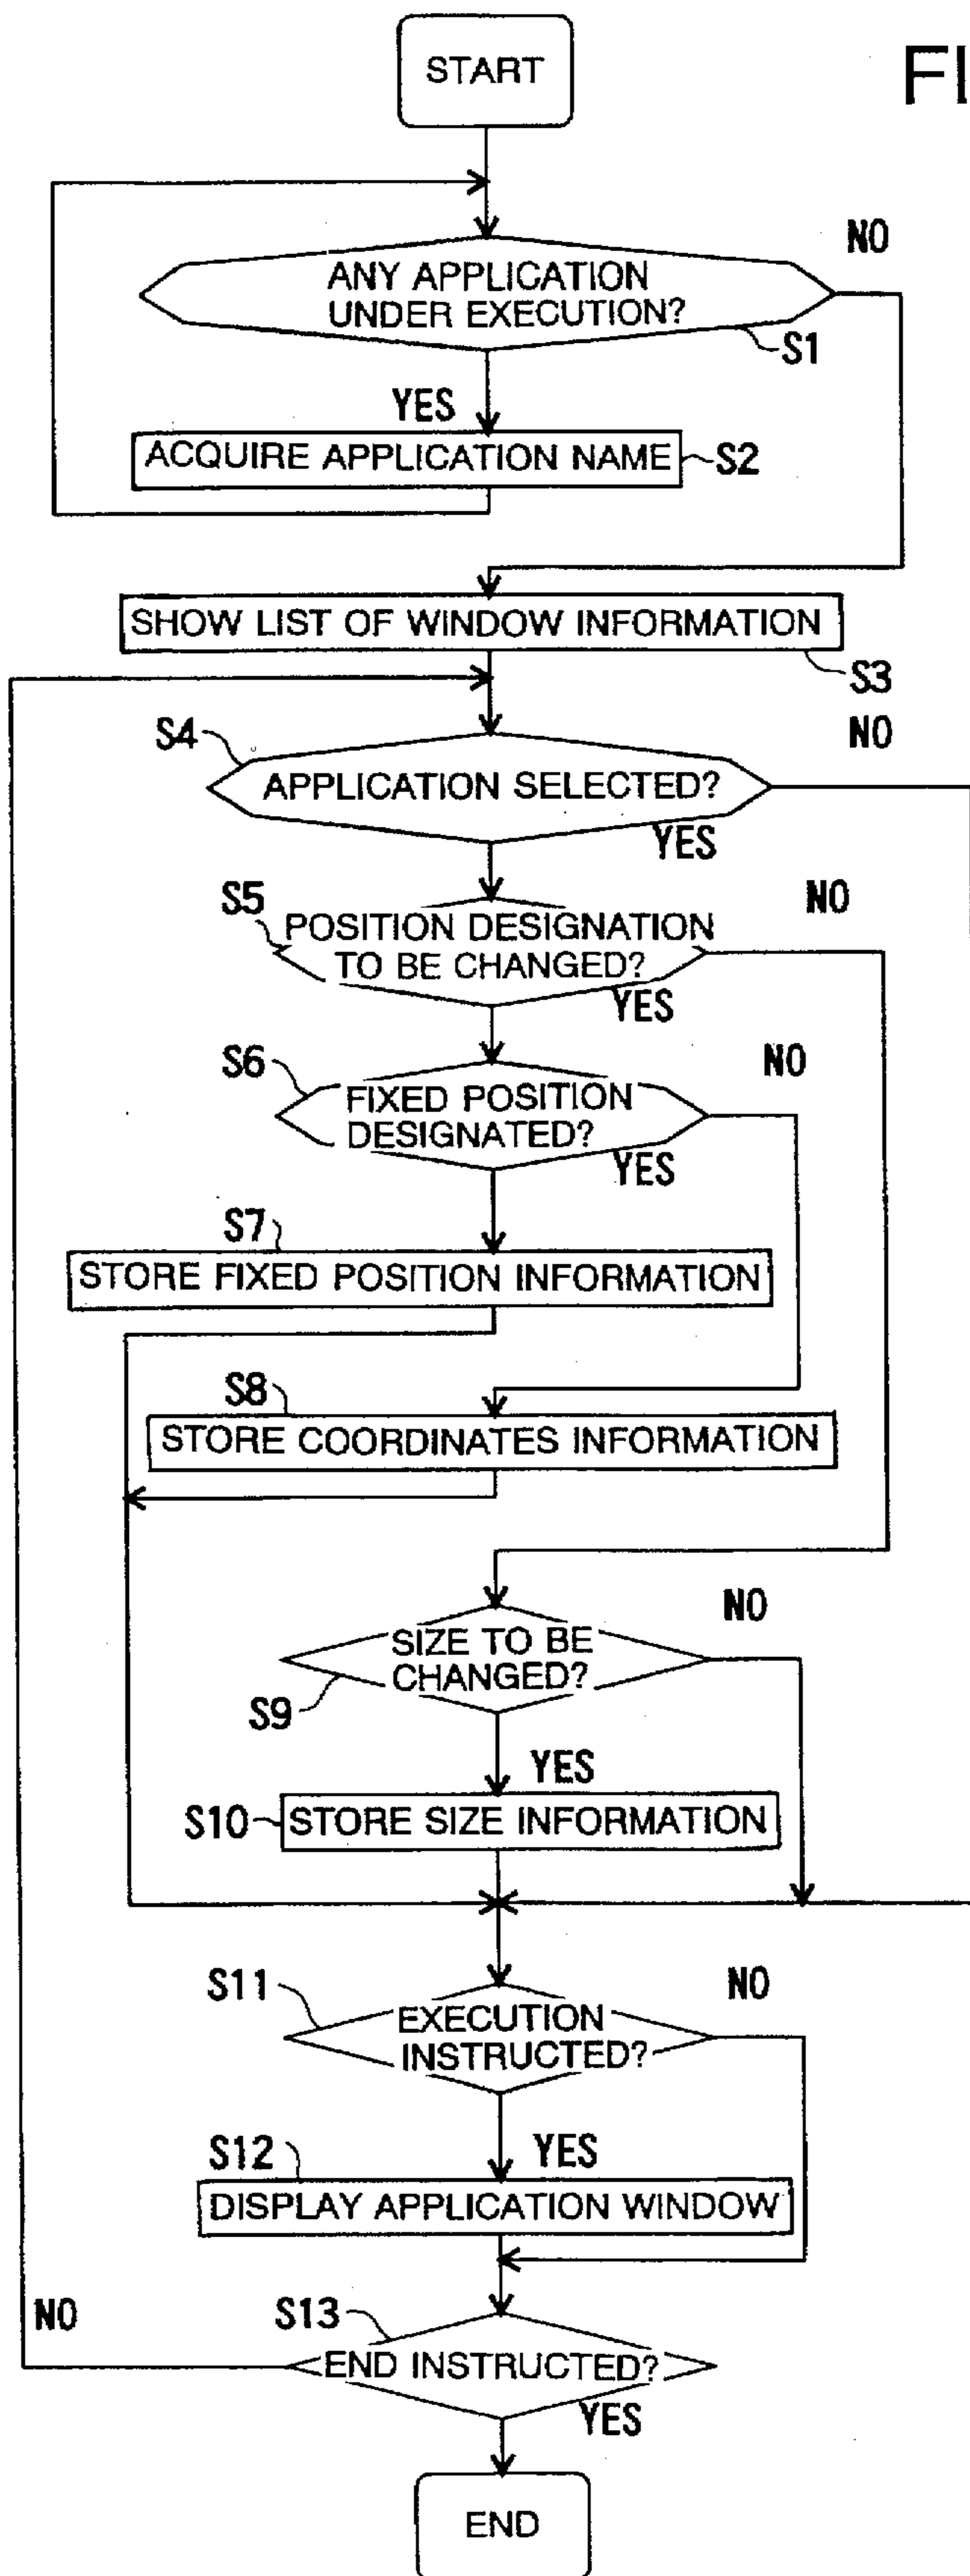 START
FI
NO
ANY APPLICATION
UNDER EXECUTION?
S1
YES
ACQUIRE APPLICATION NAME
S2
SHOW LIST OF WINDOW INFORMATION
S3
S4
NO
APPLICATION SELECTED?
YES
S5
NO
POSITION DESIGNATION
TO BE CHANGED?
YES
S6
NO
FIXED POSITION
DESIGNATED?
YES
S7
STORE FIXED POSITION INFORMATION
S8
STORE COORDINATES INFORMATION
NO
SIZE TO BE
CHANGED?
S9
YES
S10
STORE SIZE INFORMATION
S11
NO
EXECUTION
INSTRUCTED?
S12
YES
DISPLAY APPLICATION WINDOW
NO
S13
END INSTRUCTED?
YES
END